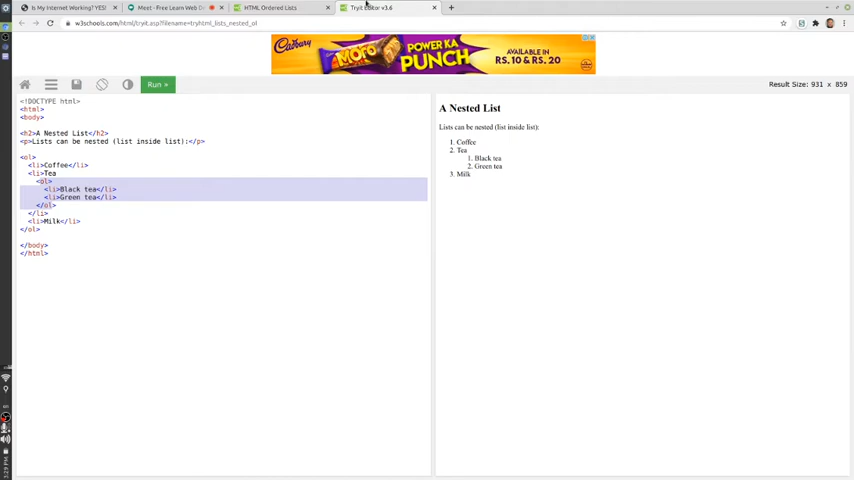 Is My Internet Working? YES!
Meet - Free Learn Web De
HTML Ordered Lists
Tryit Editor v3.6
w3schools.com/html/tryit.asp?filename=tryhtml_lists_nested_ol
Cadbury
MORO
POWER KA
PUNCH
AVAILABLE IN
RS. 10 & RS. 20
Run »
Result Size: 931 x 859
<!DOCTYPE html>
<html>
<body>
<h2>A Nested List</h2>
<p>Lists can be nested (list inside list):</p>
<ol>
<li>Coffee</li>
<li>Tea
<ol>
<li>Black tea</li>
<li>Green tea</li>
</ol>
</li>
<li>Milk</li>
</ol>
</body>
</html>
A Nested List
Lists can be nested (list inside list):
1. Coffee
2. Tea
1. Black tea
2. Green tea
3. Milk
3:29 PM